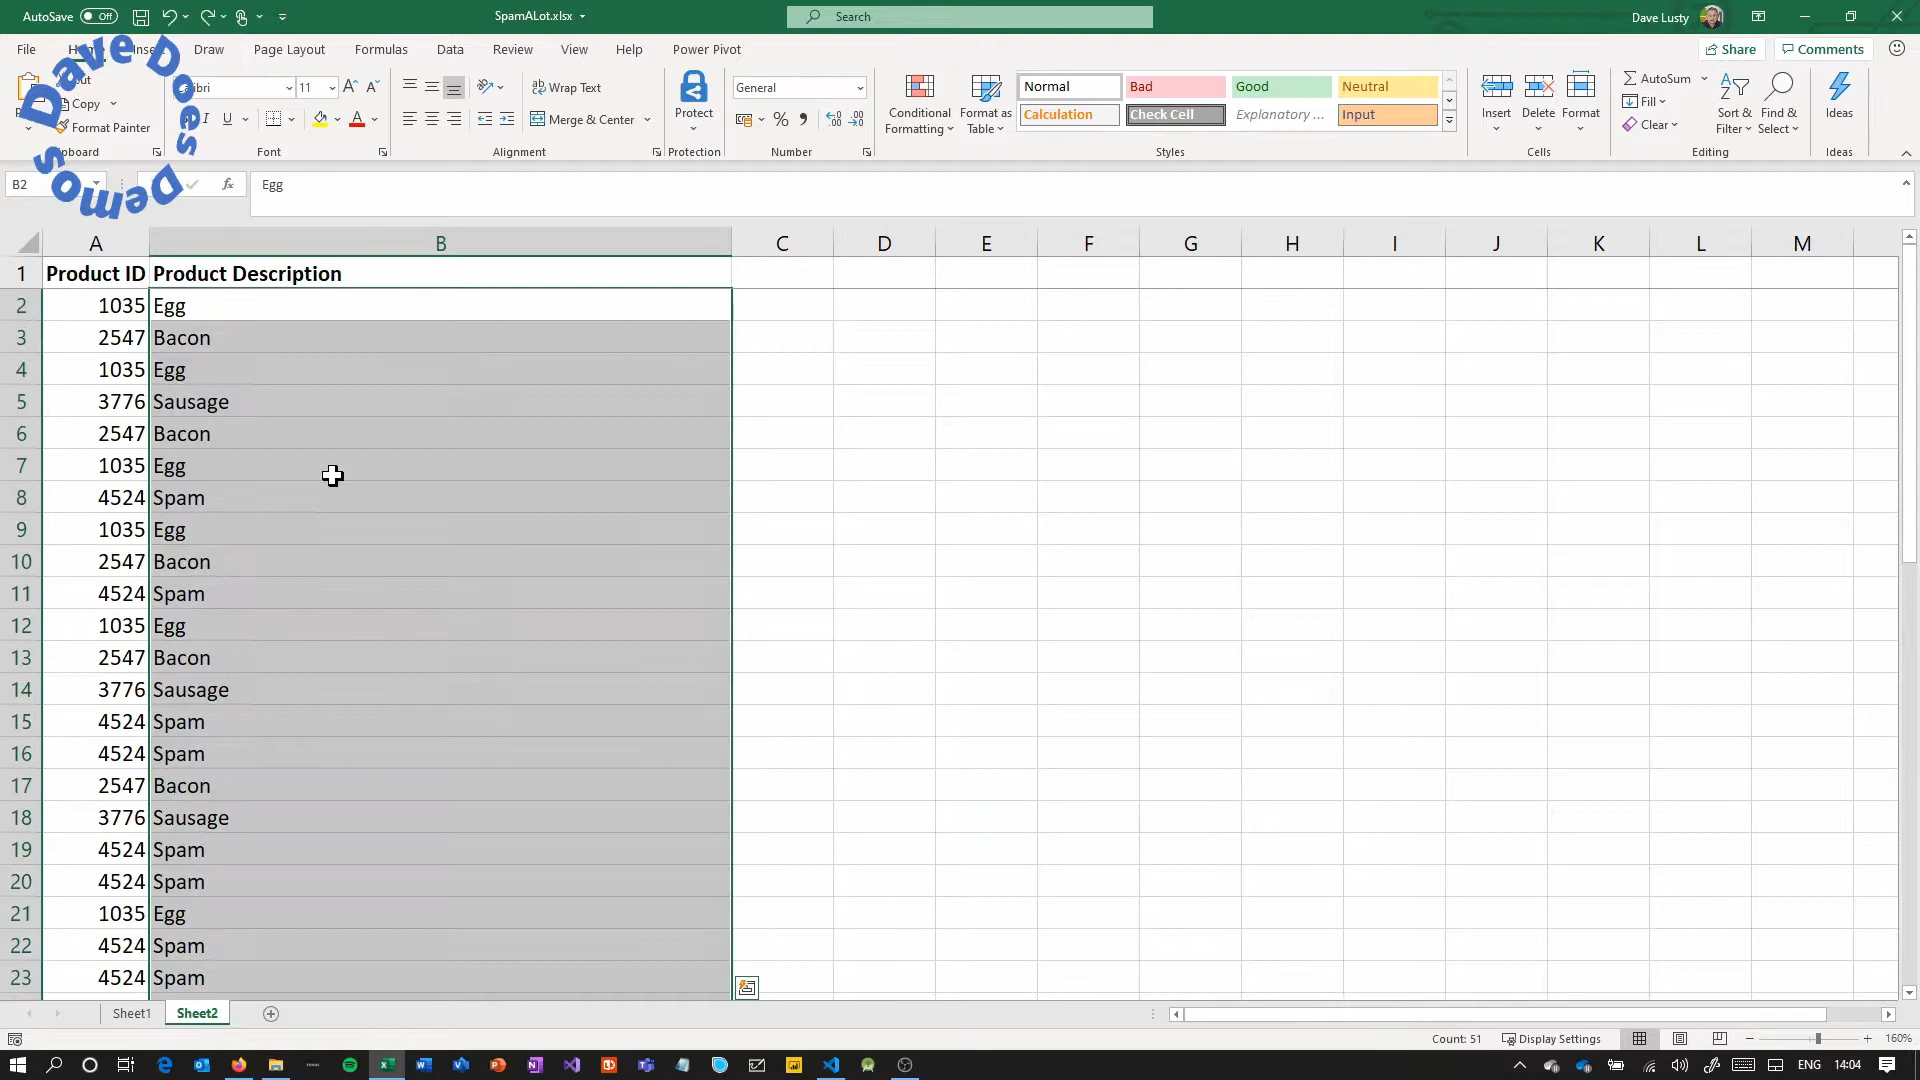 AutoSave Off SpamALot.xlsx Search Dave Lusty
File Home Insert Draw Page Layout Formulas Data Review View Help Power Pivot Share Comments
Dave Does Demos
Copy
Format Painter
Calibri 11
Wrap Text
Merge & Center
Protect
General
Conditional Formatting
Format as Table
Normal Bad Good Neutral
Calculation Check Cell Explanatory ... Input
Insert Delete Format
AutoSum
Fill
Clear
Sort & Filter
Find & Select
Ideas
Font Alignment Protection Number Styles Cells Editing Ideas
B2 fx Egg
A B C D E F G H I J K L M
1 Product ID Product Description
2 1035 Egg
3 2547 Bacon
4 1035 Egg
5 3776 Sausage
6 2547 Bacon
7 1035 Egg
8 4524 Spam
9 1035 Egg
10 2547 Bacon
11 4524 Spam
12 1035 Egg
13 2547 Bacon
14 3776 Sausage
15 4524 Spam
16 4524 Spam
17 2547 Bacon
18 3776 Sausage
19 4524 Spam
20 4524 Spam
21 1035 Egg
22 4524 Spam
23 4524 Spam
Sheet1 Sheet2
Count: 51 Display Settings 160%
ENG 14:04